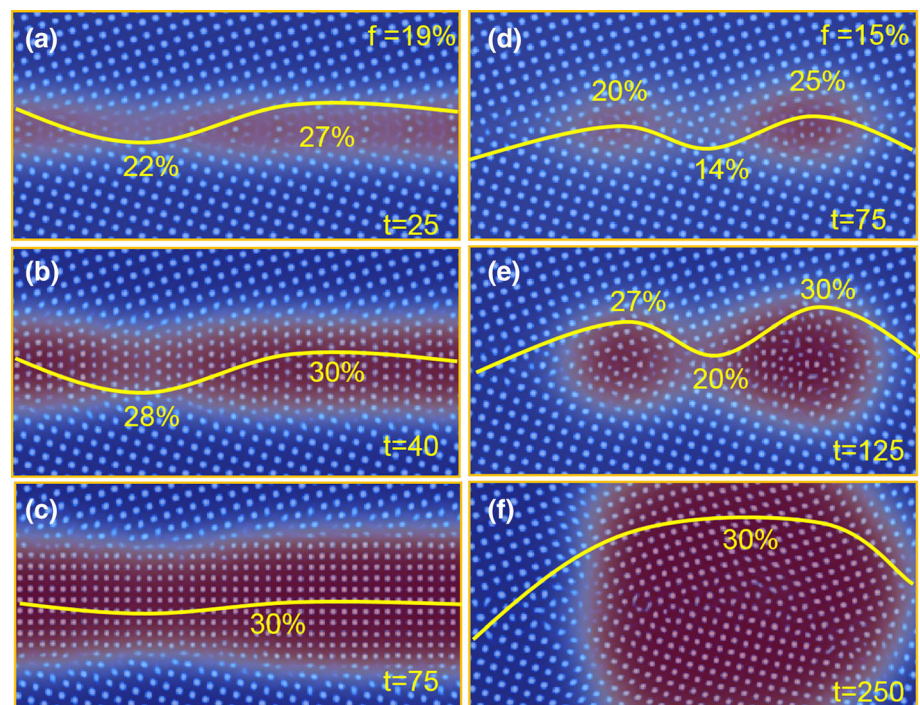 (a)
f =19%
27%
22%
t=25
(b)
30%
28%
t=40
(c)
30%
t=75
(d)
f =15%
25%
20%
14%
t=75
(e)
30%
27%
20%
t=125
(f)
30%
t=250